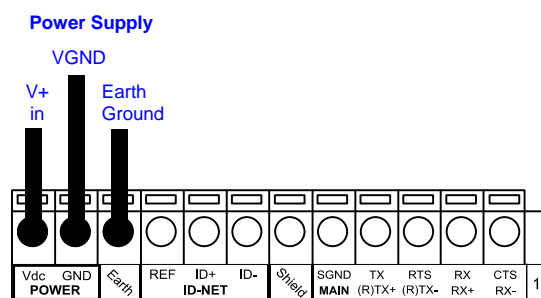 Power Supply
VGND
V+
in
Earth
Ground
Vdc GND Earth REF ID+ ID- Shield SGND TX RTS RX CTS
POWER ID-NET MAIN (R)TX+ (R)TX- RX+ RX- 1